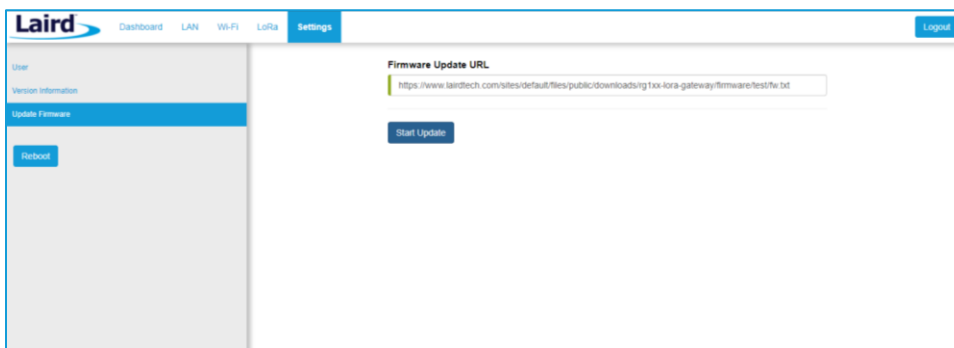 Laird
Dashboard LAN Wi-Fi LoRa Settings Logout
User
Version Information
Update Firmware
Reboot
Firmware Update URL
https://www.lairdtech.com/sites/default/files/public/downloads/rg1xx-lora-gateway/firmware/test/fw.txt
Start Update